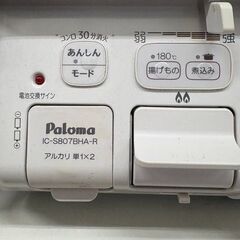 コンロ30分消火
あんしん
モード
5強
180℃
揚げもの
煮込み
電池交換サイン
Paloma
IC-S807BHA-R
アルカリ 単1×2